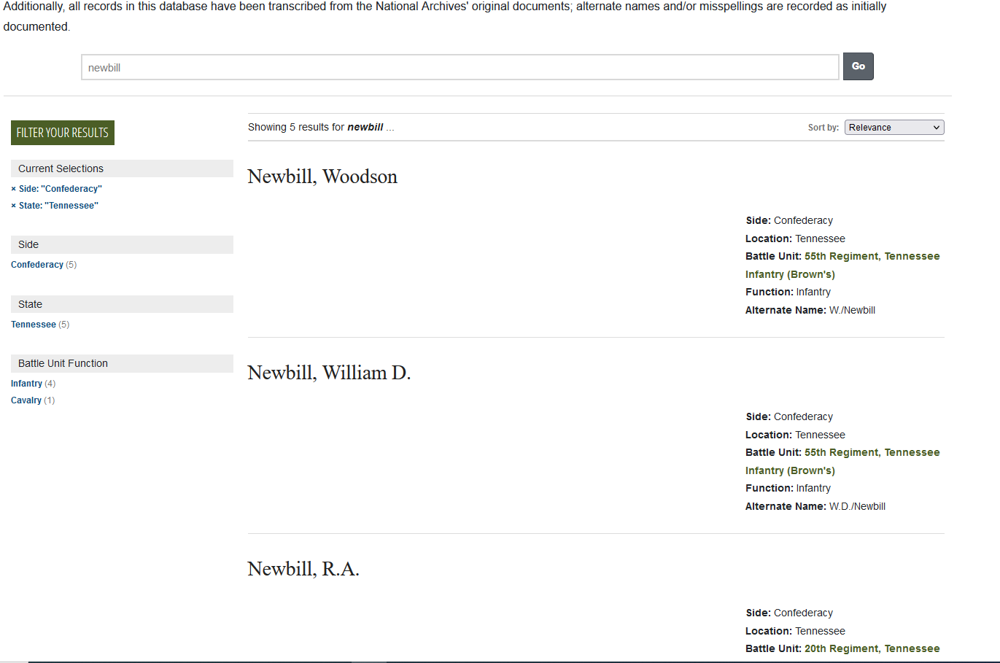 Additionally, all records in this database have been transcribed from the National Archives' original documents; alternate names and/or misspellings are recorded as initially
documented.
newbill
Go
FILTER YOUR RESULTS
Current Selections
× Side: "Confederacy"
× State: "Tennessee"
Side
Confederacy (5)
State
Tennessee (5)
Battle Unit Function
Infantry (4)
Cavalry (1)
Showing 5 results for newbill ...
Sort by: Relevance
Newbill, Woodson
Side: Confederacy
Location: Tennessee
Battle Unit: 55th Regiment, Tennessee
Infantry (Brown's)
Function: Infantry
Alternate Name: W./Newbill
Newbill, William D.
Side: Confederacy
Location: Tennessee
Battle Unit: 55th Regiment, Tennessee
Infantry (Brown's)
Function: Infantry
Alternate Name: W.D./Newbill
Newbill, R.A.
Side: Confederacy
Location: Tennessee
Battle Unit: 20th Regiment, Tennessee